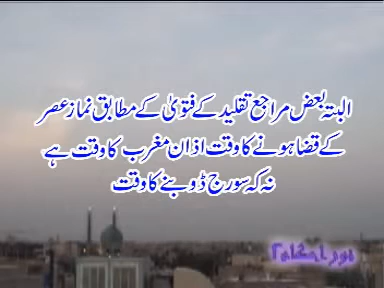 البتہ بعض مراجع تقلید کے فتویٰ کے مطابق نماز عصر
کے قضا ہونے کا وقت اذان مغرب کا وقت ہے
نہ کہ سورج ڈوبنے کا وقت